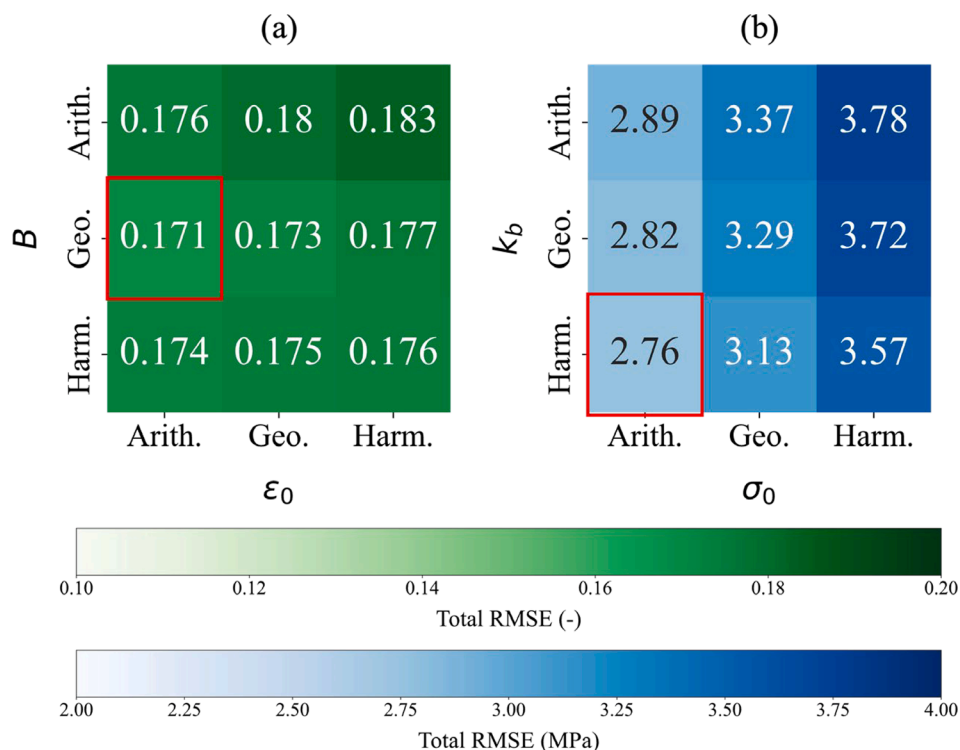 (a) (b)
Arith. 0.176 0.18 0.183 Arith. 2.89 3.37 3.78
B Geo. 0.171 0.173 0.177 k_b Geo. 2.82 3.29 3.72
Harm. 0.174 0.175 0.176 Harm. 2.76 3.13 3.57
Arith. Geo. Harm. Arith. Geo. Harm.
ε₀ σ₀
0.10 0.12 0.14 0.16 0.18 0.20
Total RMSE (-)
2.00 2.25 2.50 2.75 3.00 3.25 3.50 3.75 4.00
Total RMSE (MPa)